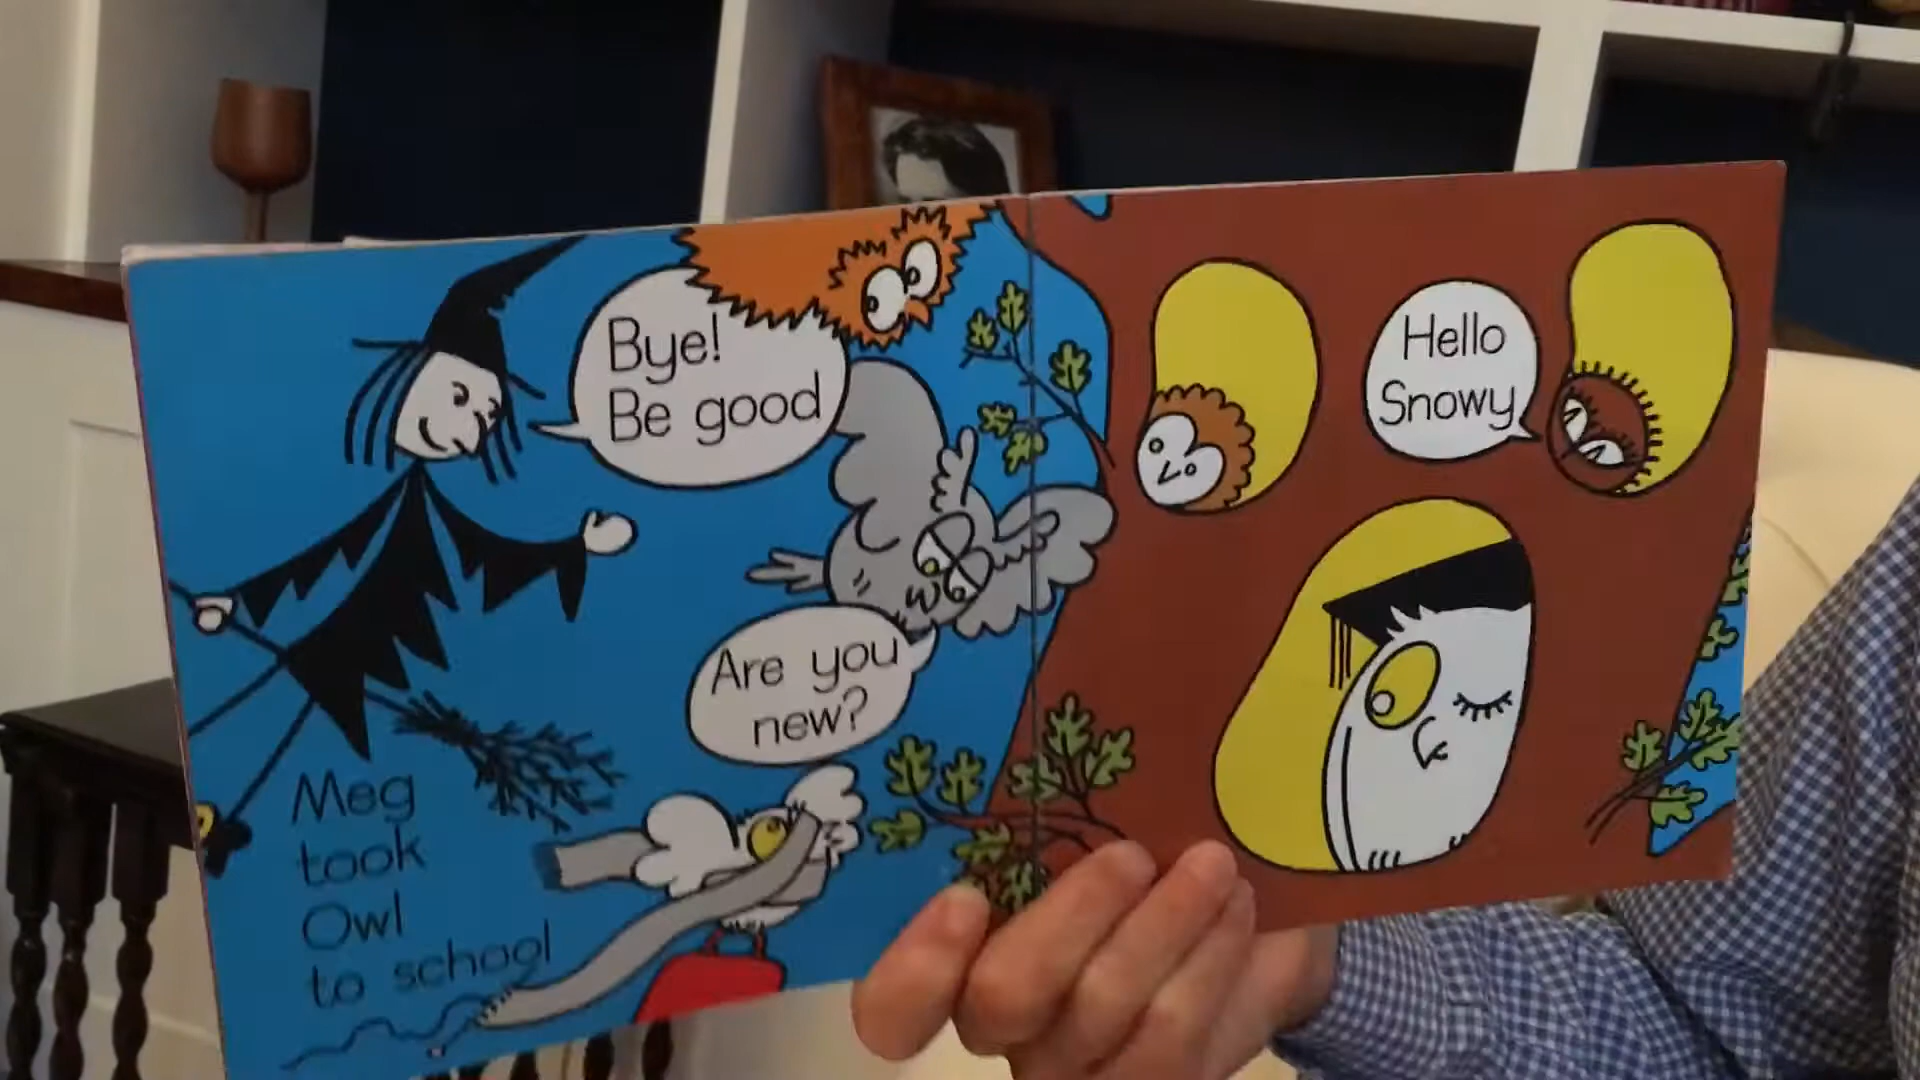 Bye!
Be good
Are you
new?
Meg
took
Owl
to school
Hello
Snowy